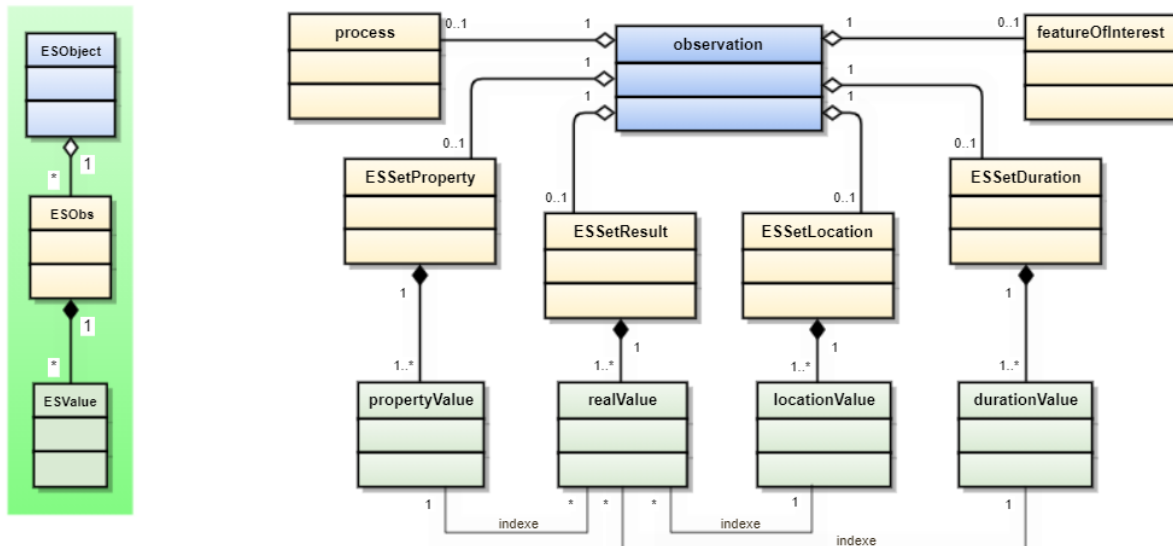 ESObject
1
*
ESObs
1
*
ESValue
process
0..1
1
observation
1
0..1
featureOfInterest
1
1
1
1
0..1
0..1
0..1
0..1
ESSetProperty
ESSetDuration
ESSetResult
ESSetLocation
1
1
1
1
1..*
1..*
1..*
1..*
propertyValue
realValue
locationValue
durationValue
1
*
*
*
1
1
indexe
indexe
indexe